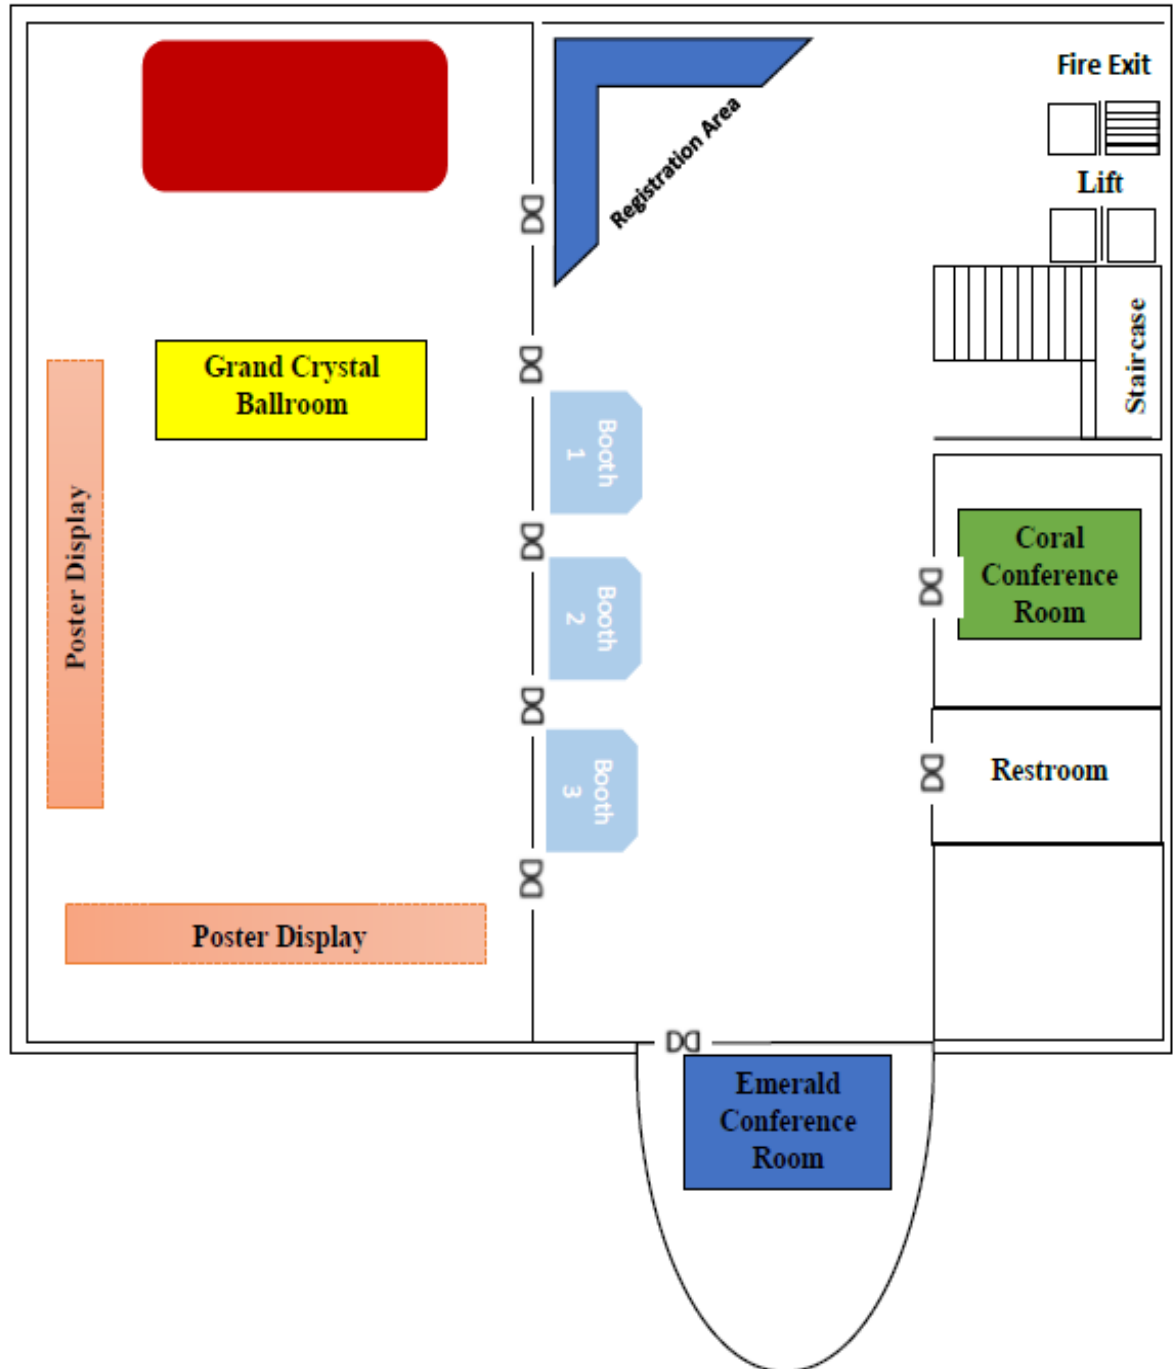 Fire Exit
Registration Area
Lift
Staircase
Grand Crystal
Ballroom
Booth
1
Poster Display
Coral
Conference
Room
Booth
2
Booth
3
Restroom
Poster Display
Emerald
Conference
Room